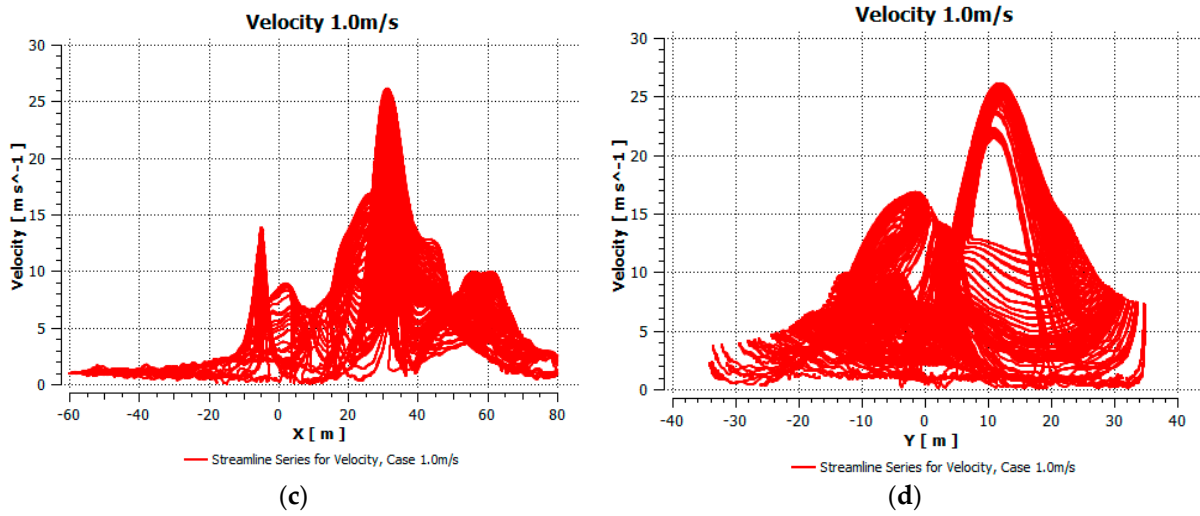 Velocity 1.0m/s
30
25
20
15
10
5
0
Velocity [ m s^-1 ]
-60 -40 -20 0 20 40 60 80
X [ m ]
Streamline Series for Velocity, Case 1.0m/s
(c)
Velocity 1.0m/s
30
25
20
15
10
5
0
Velocity [ m s^-1 ]
-40 -30 -20 -10 0 10 20 30 40
Y [ m ]
Streamline Series for Velocity, Case 1.0m/s
(d)